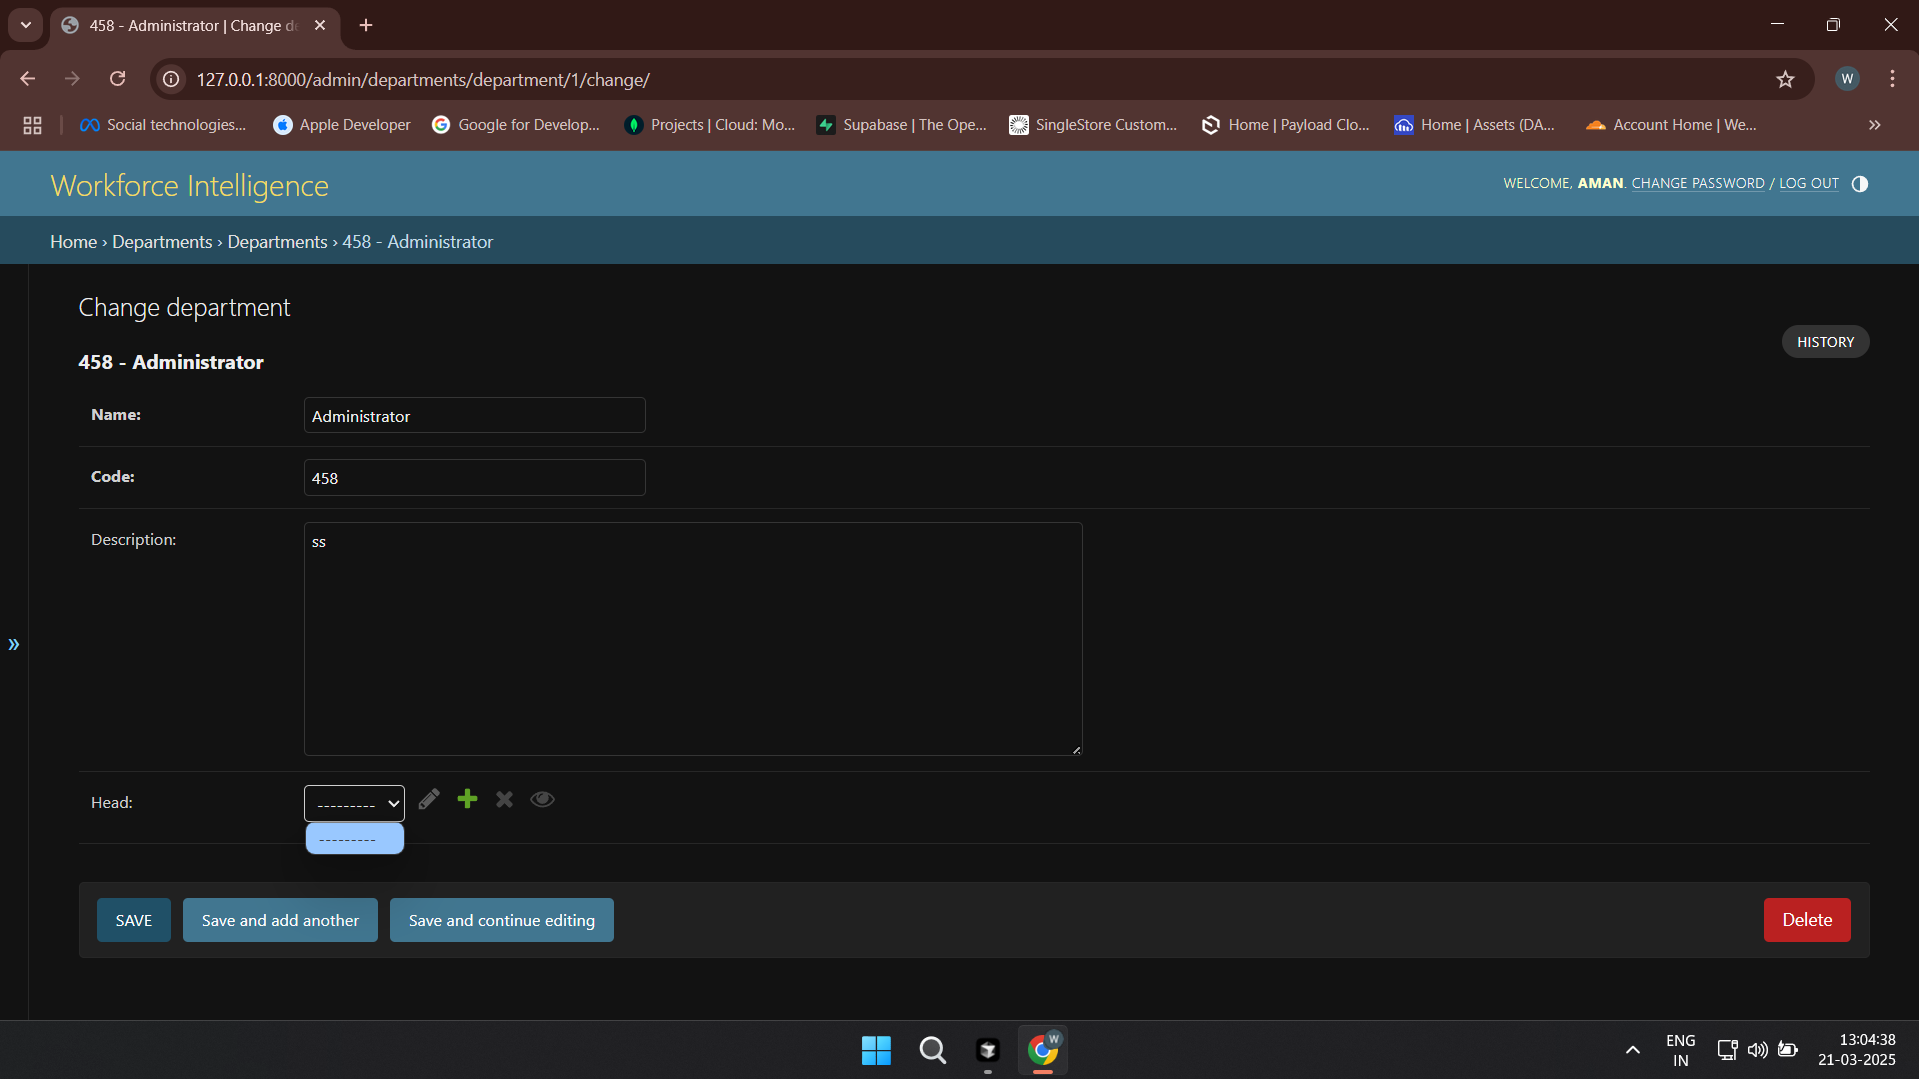 458 - Administrator | Change de
127.0.0.1:8000/admin/departments/department/1/change/
W
Social technologies...
Apple Developer
Google for Develop...
Projects | Cloud: Mo...
Supabase | The Ope...
SingleStore Custom...
Home | Payload Clo...
Home | Assets (DA...
Account Home | We...
»
Workforce Intelligence
WELCOME, AMAN. CHANGE PASSWORD / LOG OUT
Home › Departments › Departments › 458 - Administrator
Change department
HISTORY
458 - Administrator
Name: Administrator
Code: 458
Description: ss
»
Head: ---------
---------
SAVE
Save and add another
Save and continue editing
Delete
W
ENG
IN
13:04:38
21-03-2025